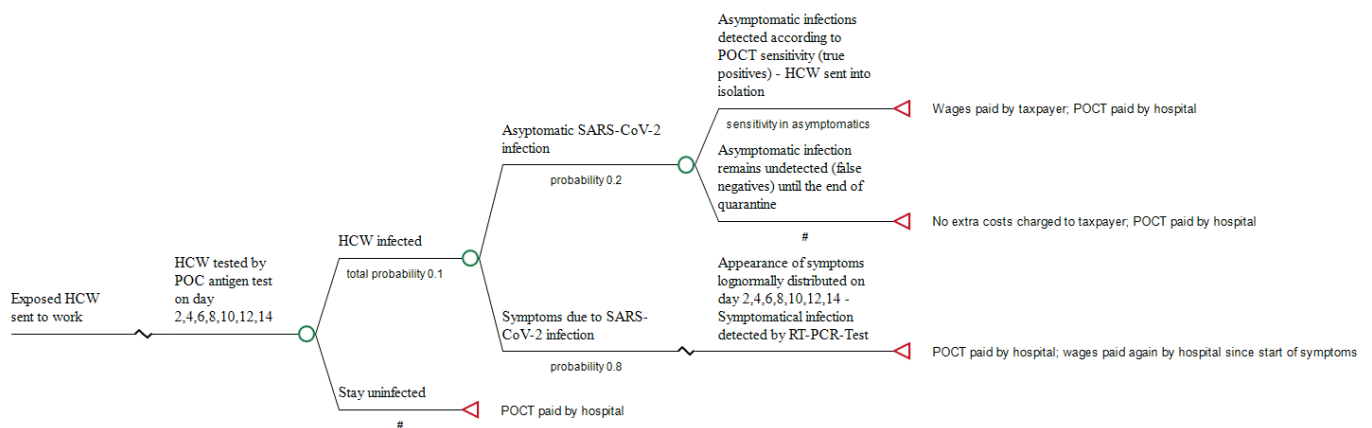 Exposed HCW
sent to work
HCW tested by
POC antigen test
on day
2,4,6,8,10,12,14
HCW infected
total probability 0.1
Asyptomatic SARS-CoV-2
infection
probability 0.2
Asymptomatic infections
detected according to
POCT sensitivity (true
positives) - HCW sent into
isolation
sensitivity in asymptomatics
Wages paid by taxpayer; POCT paid by hospital
Asymptomatic infection
remains undetected (false
negatives) until the end of
quarantine
#
No extra costs charged to taxpayer; POCT paid by hospital
Symptoms due to SARS-
CoV-2 infection
probability 0.8
Appearance of symptoms
lognormally distributed on
day 2,4,6,8,10,12,14 -
Symptomatical infection
detected by RT-PCR-Test
POCT paid by hospital; wages paid again by hospital since start of symptoms
Stay uninfected
#
POCT paid by hospital